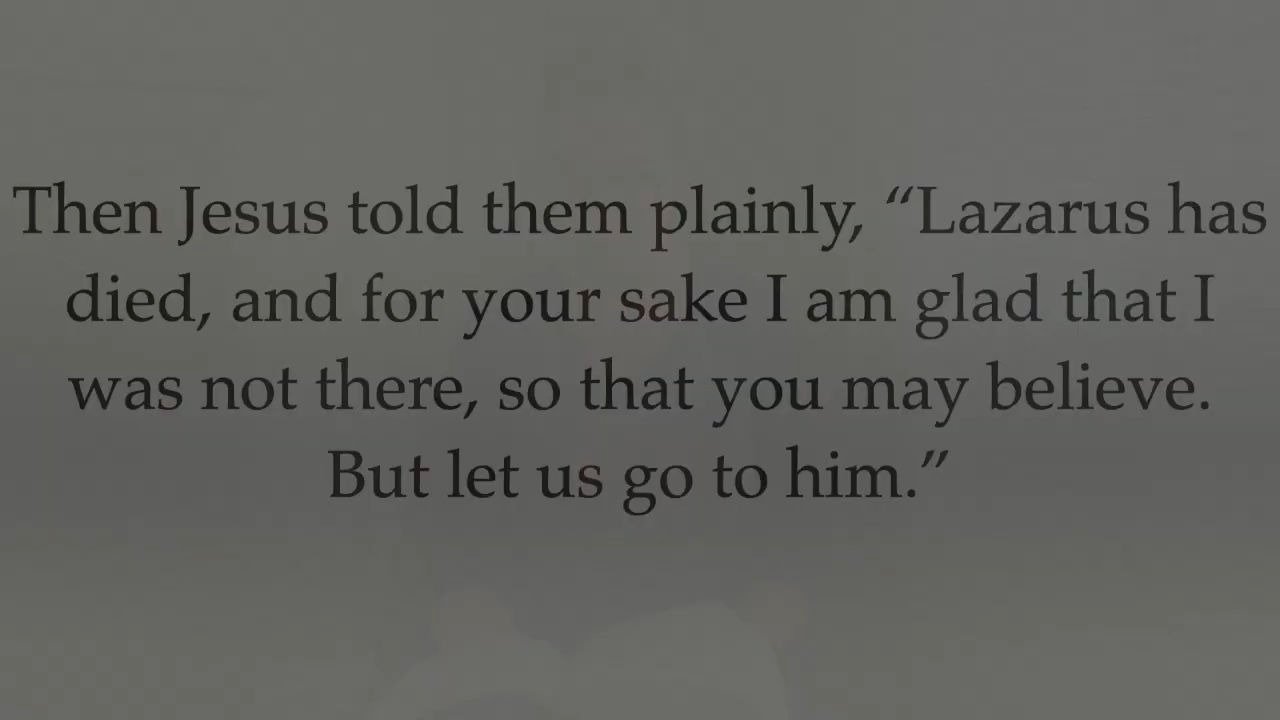 Then Jesus told them plainly, “Lazarus has
died, and for your sake I am glad that I
was not there, so that you may believe.
But let us go to him.”